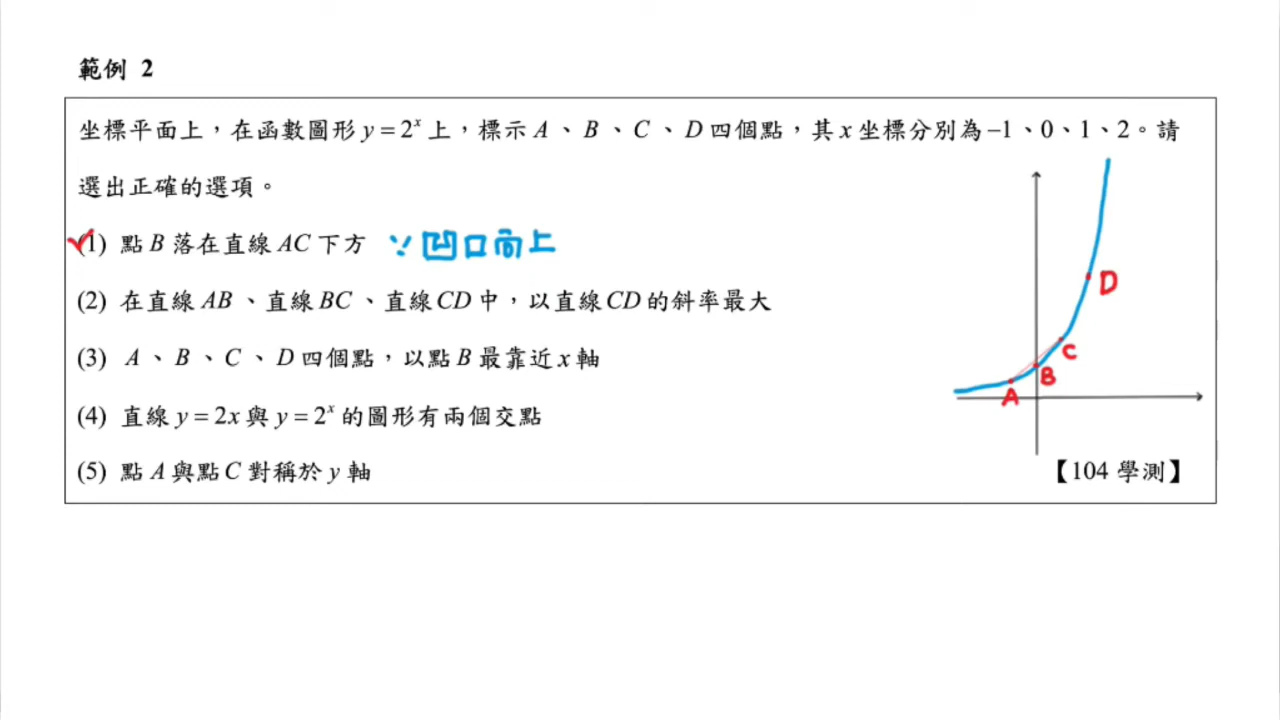 範例 2
坐標平面上，在函數圖形 y = 2ˣ 上，標示 A、B、C、D 四個點，其 x 坐標分別為 –1、0、1、2。請
選出正確的選項。
(1) 點 B 落在直線 AC 下方 ∵ 凹口向上
(2) 在直線 AB、直線 BC、直線 CD 中，以直線 CD 的斜率最大
(3) A、B、C、D 四個點，以點 B 最靠近 x 軸
(4) 直線 y = 2x 與 y = 2ˣ 的圖形有兩個交點
(5) 點 A 與點 C 對稱於 y 軸
【104 學測】
D
C
B
A